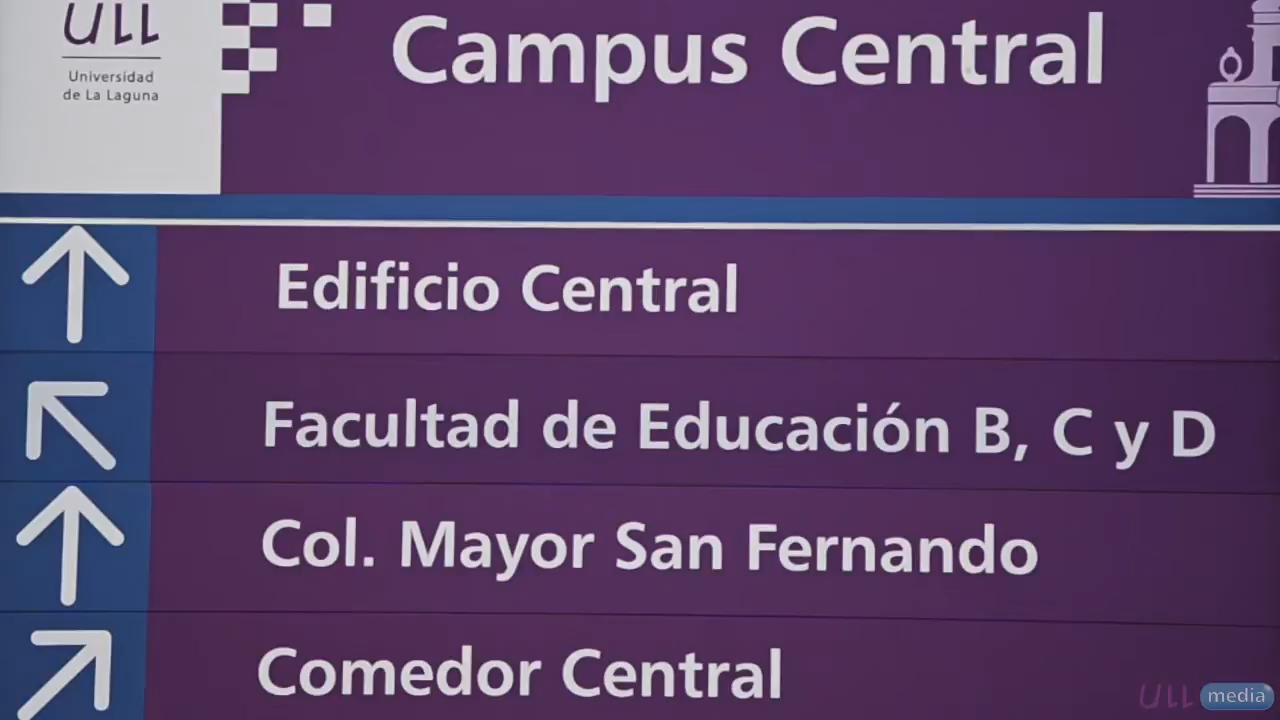 ULL
Universidad
de La Laguna
Campus Central
Edificio Central
Facultad de Educación B, C y D
Col. Mayor San Fernando
Comedor Central
ULL media